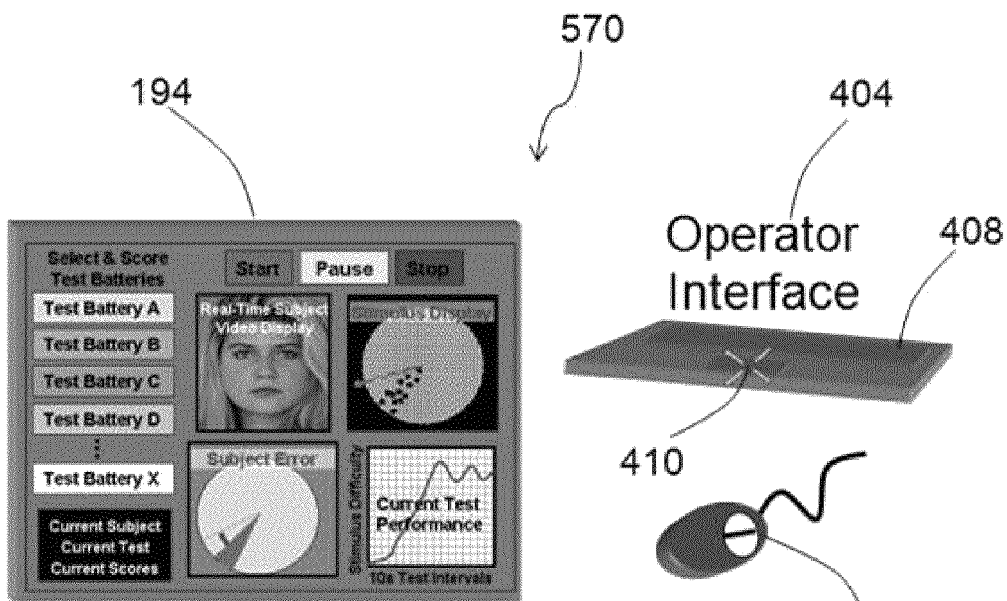 570
194
404
Operator
Interface
408
410
Select & Score
Test Batteries
Start
Pause
Stop
Test Battery A
Test Battery B
Test Battery C
Test Battery D
Test Battery X
Current Subject
Current Test
Current Scores
Real-Time Subject
Video Display
Stimulus Display
Subject Error
Stimulus Difficulty
Current Test
Performance
10s Test Intervals